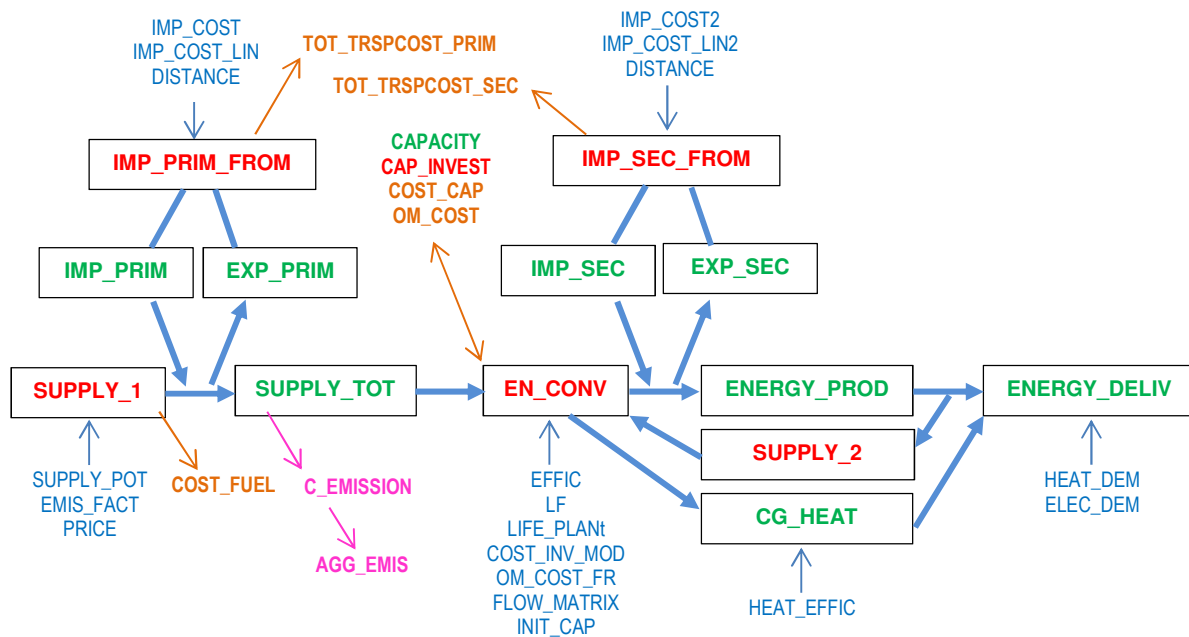 IMP_COST
IMP_COST_LIN
DISTANCE
TOT_TRSPCOST_PRIM
TOT_TRSPCOST_SEC
IMP_COST2
IMP_COST_LIN2
DISTANCE
IMP_PRIM_FROM
CAPACITY
CAP_INVEST
COST_CAP
OM_COST
IMP_SEC_FROM
IMP_PRIM
EXP_PRIM
IMP_SEC
EXP_SEC
SUPPLY_1
SUPPLY_TOT
EN_CONV
ENERGY_PROD
ENERGY_DELIV
SUPPLY_2
CG_HEAT
SUPPLY_POT
EMIS_FACT
PRICE
COST_FUEL
C_EMISSION
AGG_EMIS
EFFIC
LF
LIFE_PLANt
COST_INV_MOD
OM_COST_FR
FLOW_MATRIX
INIT_CAP
HEAT_EFFIC
HEAT_DEM
ELEC_DEM